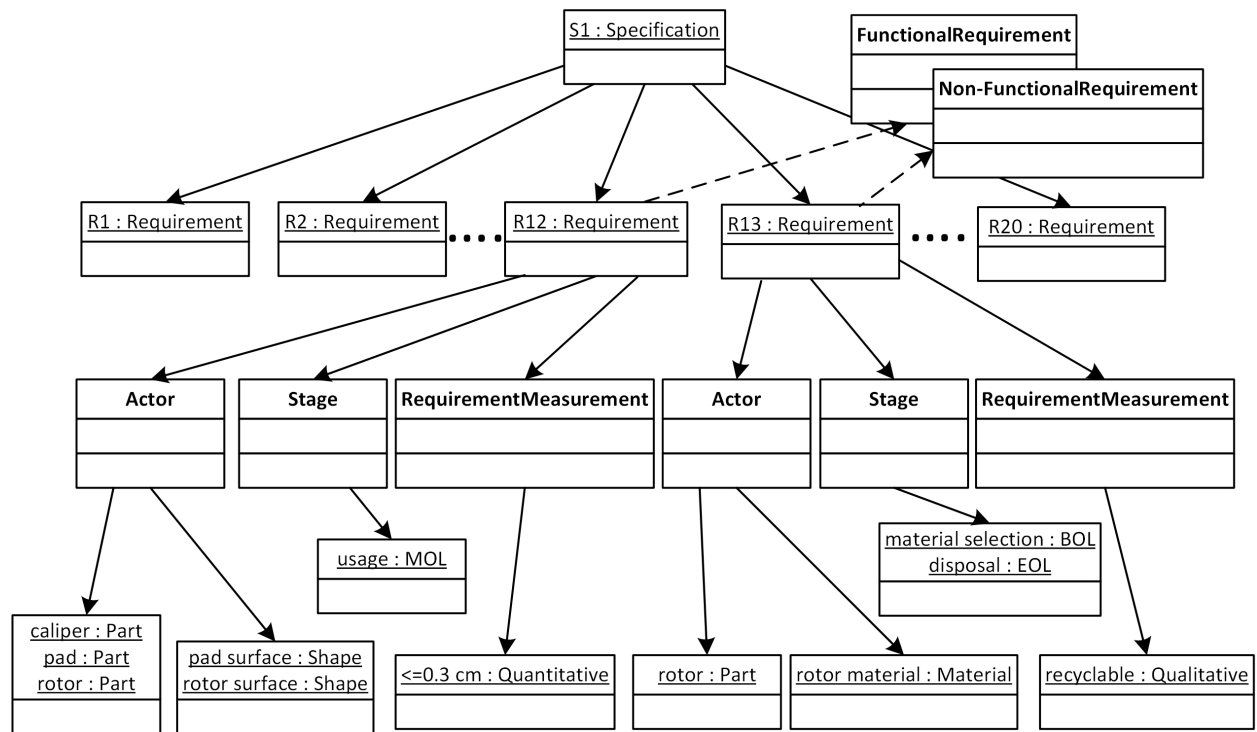 S1 : Specification
FunctionalRequirement
Non-FunctionalRequirement
R1 : Requirement
R2 : Requirement
R12 : Requirement
R13 : Requirement
R20 : Requirement
Actor
Stage
RequirementMeasurement
Actor
Stage
RequirementMeasurement
usage : MOL
material selection : BOL
disposal : EOL
caliper : Part
pad : Part
rotor : Part
pad surface : Shape
rotor surface : Shape
<=0.3 cm : Quantitative
rotor : Part
rotor material : Material
recyclable : Qualitative